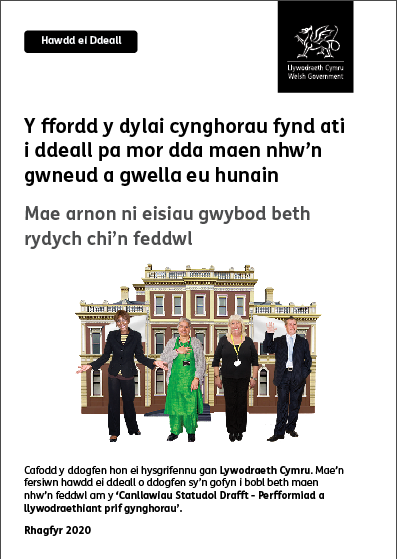 Hawdd ei Ddeall
Llywodraeth Cymru
Welsh Government
Y ffordd y dylai cynghorau fynd ati
i ddeall pa mor dda maen nhw’n
gwneud a gwella eu hunain
Mae arnon ni eisiau gwybod beth
rydych chi’n feddwl
Cafodd y ddogfen hon ei hysgrifennu gan Lywodraeth Cymru. Mae’n
fersiwn hawdd ei ddeall o ddogfen sy’n gofyn i bobl beth maen
nhw’n feddwl am y ‘Canllawiau Statudol Drafft - Perfformiad a
llywodraethiant prif gynghorau’.
Rhagfyr 2020